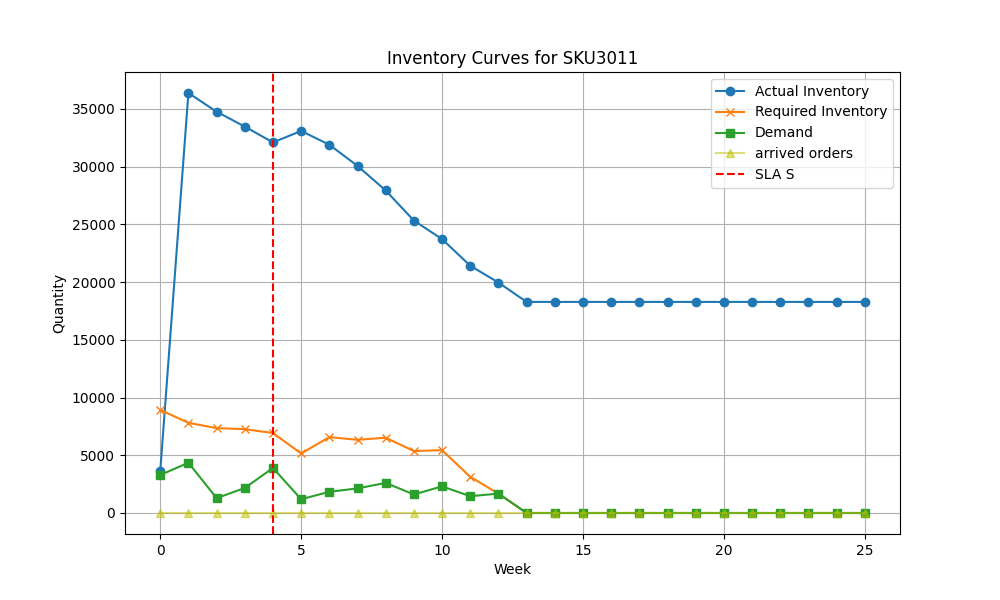 Inventory Curves for SKU3011
Actual Inventory
Required Inventory
Demand
arrived orders
SLA S
Quantity
35000
30000
25000
20000
15000
10000
5000
0
0 5 10 15 20 25
Week